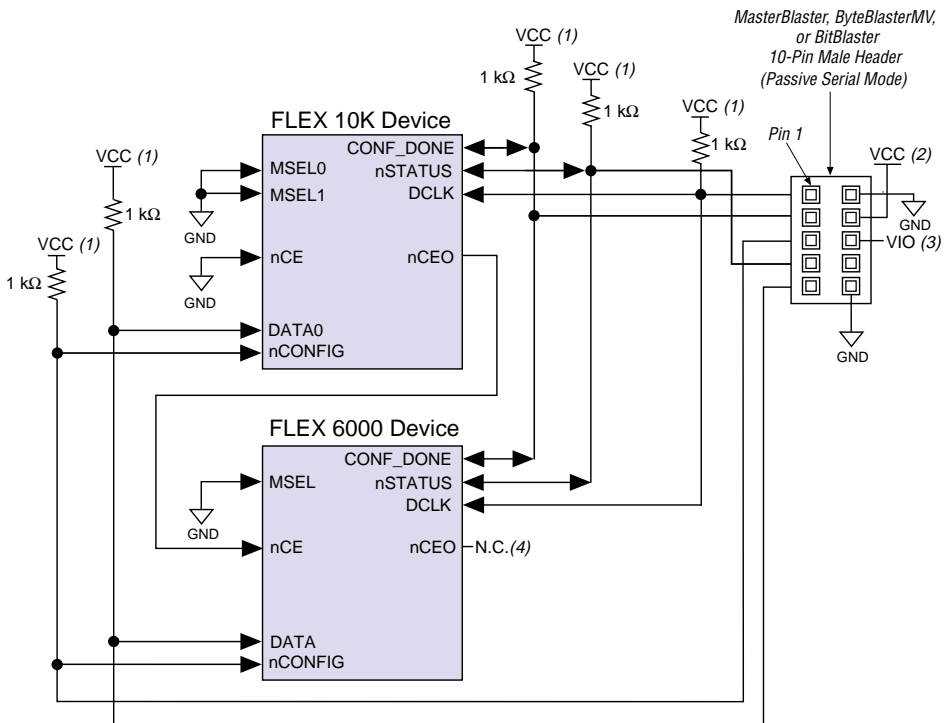 MasterBlaster, ByteBlasterMV,
or BitBlaster
10-Pin Male Header
(Passive Serial Mode)
VCC (1)
1 kΩ
VCC (1)
1 kΩ
VCC (1)
1 kΩ
Pin 1
VCC (2)
GND
VIO (3)
GND
VCC (1)
1 kΩ
VCC (1)
1 kΩ
FLEX 10K Device
CONF_DONE
MSEL0
nSTATUS
MSEL1
DCLK
GND
nCE
nCEO
GND
DATA0
nCONFIG
FLEX 6000 Device
CONF_DONE
MSEL
nSTATUS
DCLK
GND
nCE
nCEO
N.C.(4)
DATA
nCONFIG